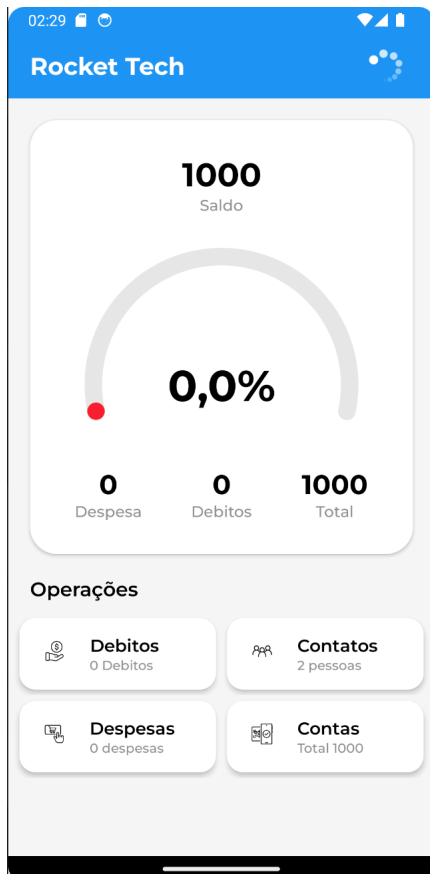 02:29
Rocket Tech
1000
Saldo
0,0%
0 0 1000
Despesa Debitos Total
Operações
Debitos
0 Debitos
Contatos
2 pessoas
Despesas
0 despesas
Contas
Total 1000